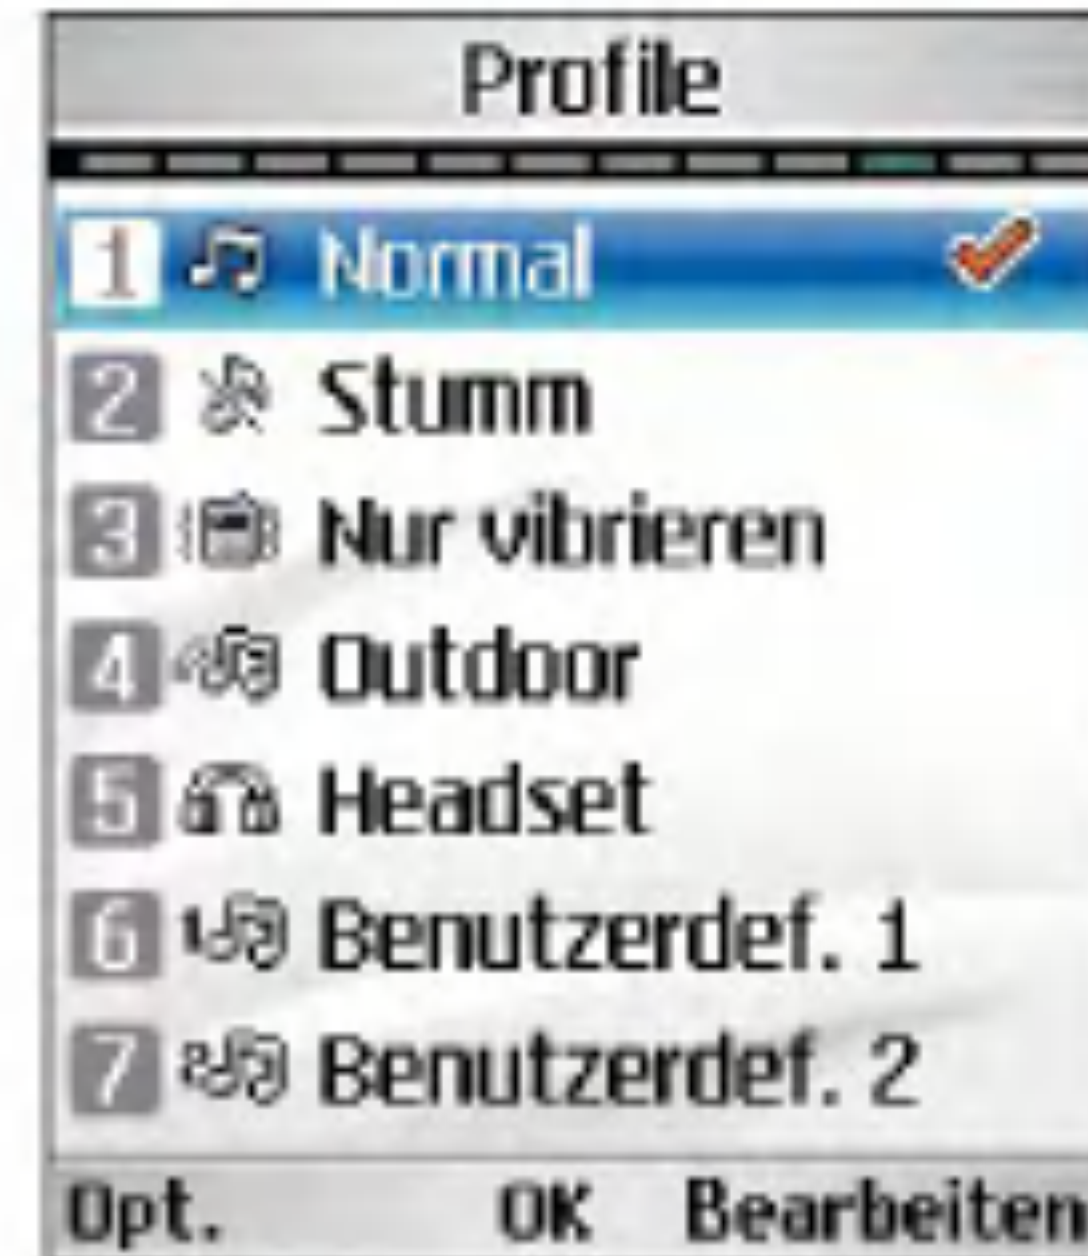 Profile
1 Normal
2 Stumm
3 Nur vibrieren
4 Outdoor
5 Headset
6 Benutzerdef. 1
7 Benutzerdef. 2
Opt. OK Bearbeiten